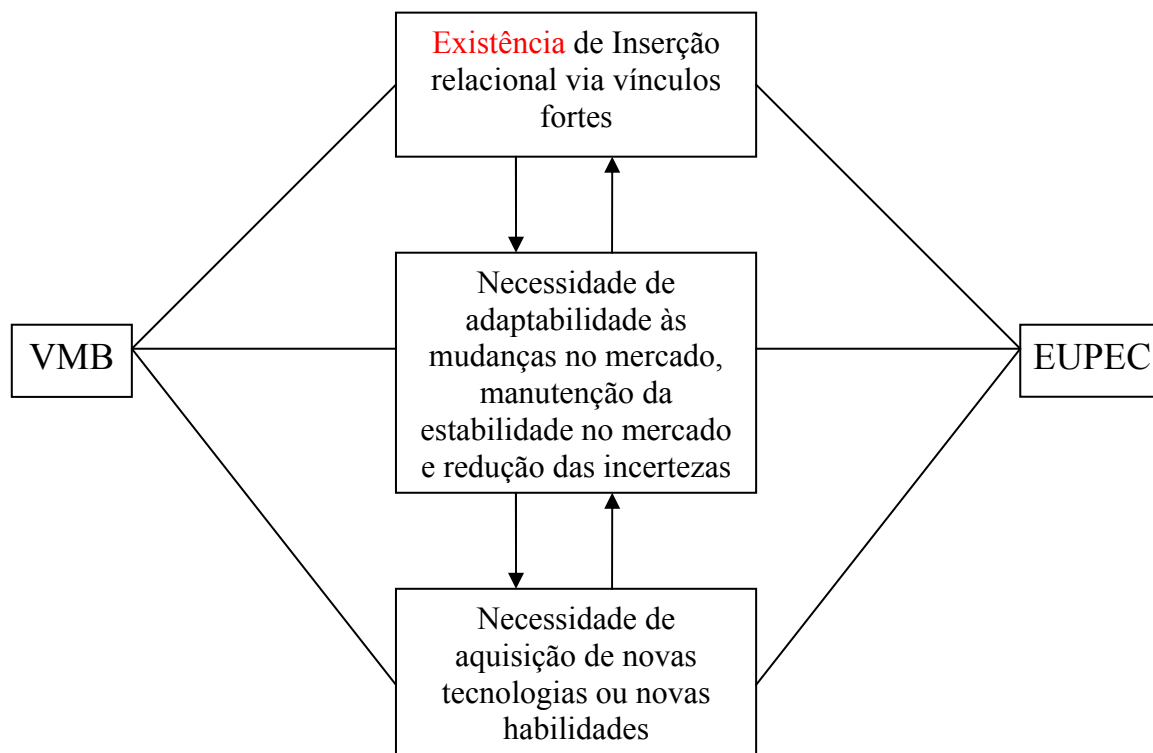 Existência de Inserção
relacional via vínculos
fortes
VMB
Necessidade de
adaptabilidade às
mudanças no mercado,
manutenção da
estabilidade no mercado
e redução das incertezas
EUPEC
Necessidade de
aquisição de novas
tecnologias ou novas
habilidades